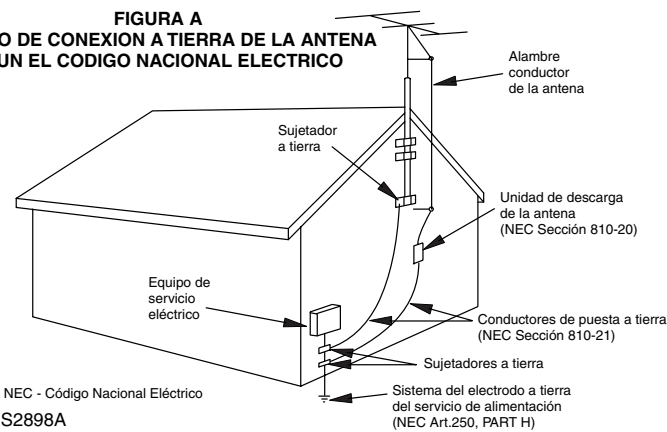 FIGURA A
O DE CONEXION A TIERRA DE LA ANTENA
UN EL CODIGO NACIONAL ELECTRICO
Alambre
conductor
de la antena
Sujetador
a tierra
Unidad de descarga
de la antena
(NEC Sección 810-20)
Equipo de
servicio
eléctrico
Conductores de puesta a tierra
(NEC Sección 810-21)
Sujetadores a tierra
NEC - Código Nacional Eléctrico
Sistema del electrodo a tierra
del servicio de alimentación
(NEC Art.250, PART H)
S2898A